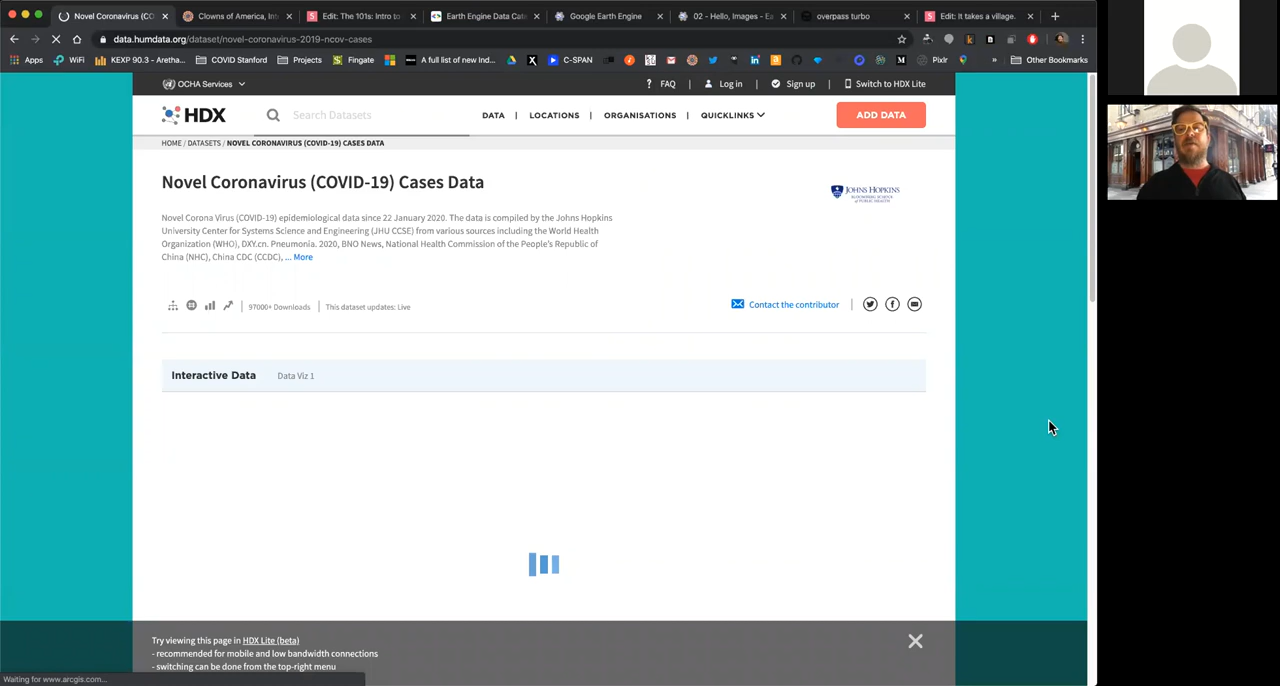 Novel Coronavirus (CO
Clowns of America, Int
Edit: The 101s: Intro to
Earth Engine Data Cat
Google Earth Engine
02 - Hello, Images - Ea
overpass turbo
Edit: It takes a village.
data.humdata.org/dataset/novel-coronavirus-2019-ncov-cases
Apps
WiFi
KEXP 90.3 - Aretha...
COVID Stanford
Projects
Fingate
A full list of new Ind...
C-SPAN
Pixlr
»
Other Bookmarks
OCHA Services
FAQ
Log in
Sign up
Switch to HDX Lite
HDX
Search Datasets
DATA | LOCATIONS | ORGANISATIONS | QUICKLINKS
ADD DATA
HOME / DATASETS / NOVEL CORONAVIRUS (COVID-19) CASES DATA
Novel Coronavirus (COVID-19) Cases Data
JOHNS HOPKINS
BLOOMBERG SCHOOL
of PUBLIC HEALTH
Novel Corona Virus (COVID-19) epidemiological data since 22 January 2020. The data is compiled by the Johns Hopkins
University Center for Systems Science and Engineering (JHU CCSE) from various sources including the World Health
Organization (WHO), DXY.cn. Pneumonia. 2020, BNO News, National Health Commission of the People's Republic of
China (NHC), China CDC (CCDC), ... More
97000+ Downloads | This dataset updates: Live
Contact the contributor
Interactive Data
Data Viz 1
Try viewing this page in HDX Lite (beta)
- recommended for mobile and low bandwidth connections
- switching can be done from the top-right menu
Waiting for www.arcgis.com...